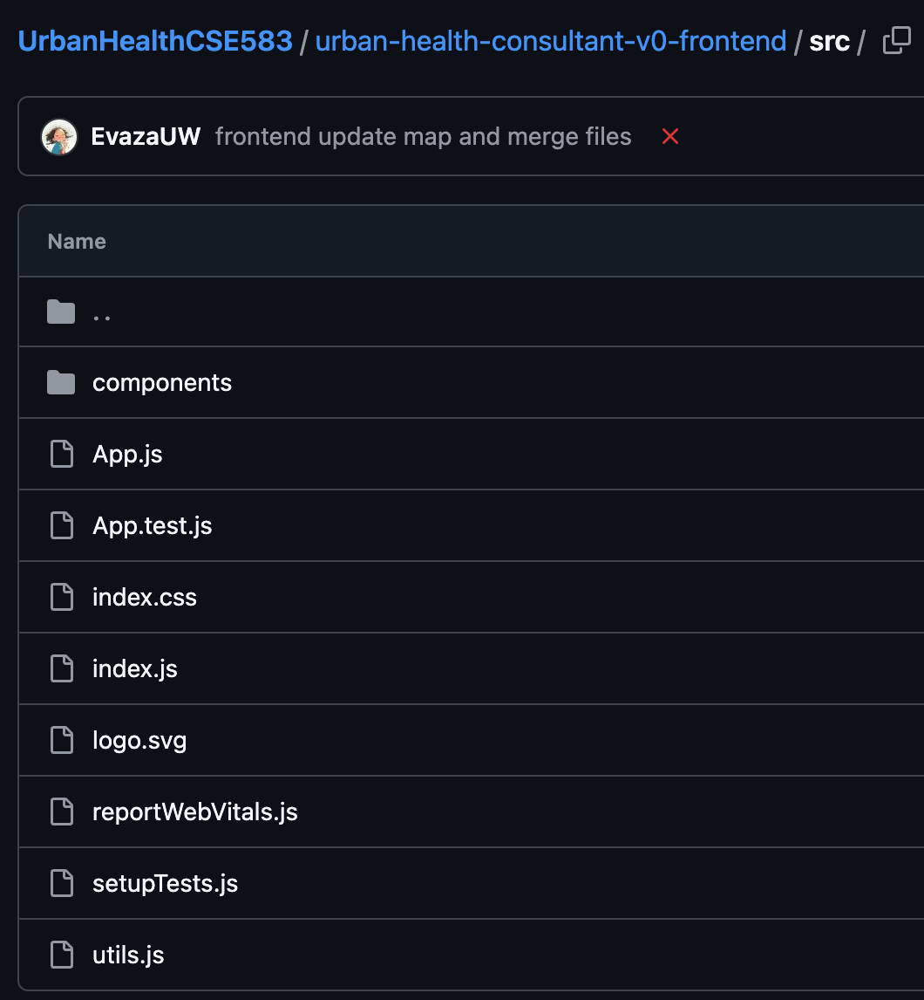 UrbanHealthCSE583 / urban-health-consultant-v0-frontend / src /
EvazaUW frontend update map and merge files
Name
..
components
App.js
App.test.js
index.css
index.js
logo.svg
reportWebVitals.js
setupTests.js
utils.js